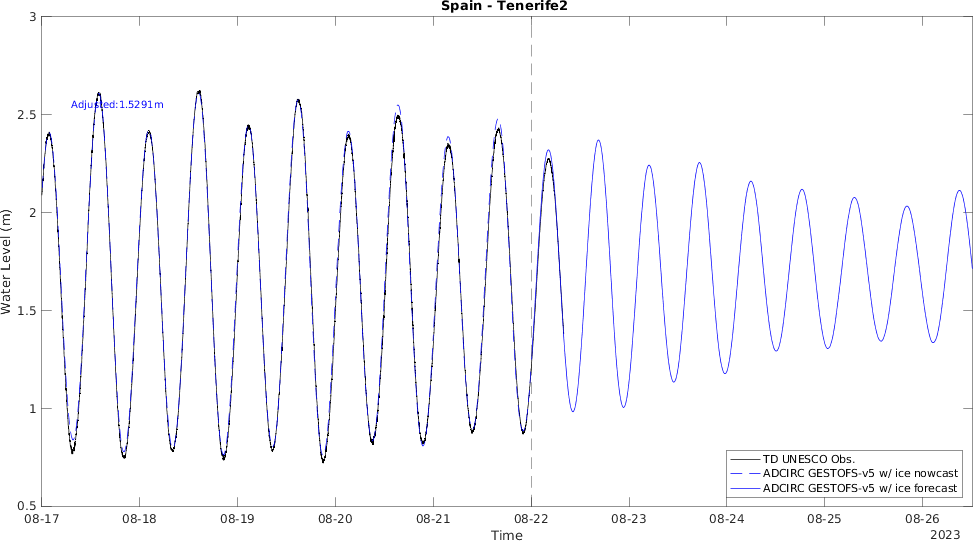 Spain - Tenerife2
3
2.5
2
1.5
1
0.5
Water Level (m)
Adjusted:1.5291m
TD UNESCO Obs.
ADCIRC GESTOFS-v5 w/ ice nowcast
ADCIRC GESTOFS-v5 w/ ice forecast
08-17 08-18 08-19 08-20 08-21 08-22 08-23 08-24 08-25 08-26
Time
2023